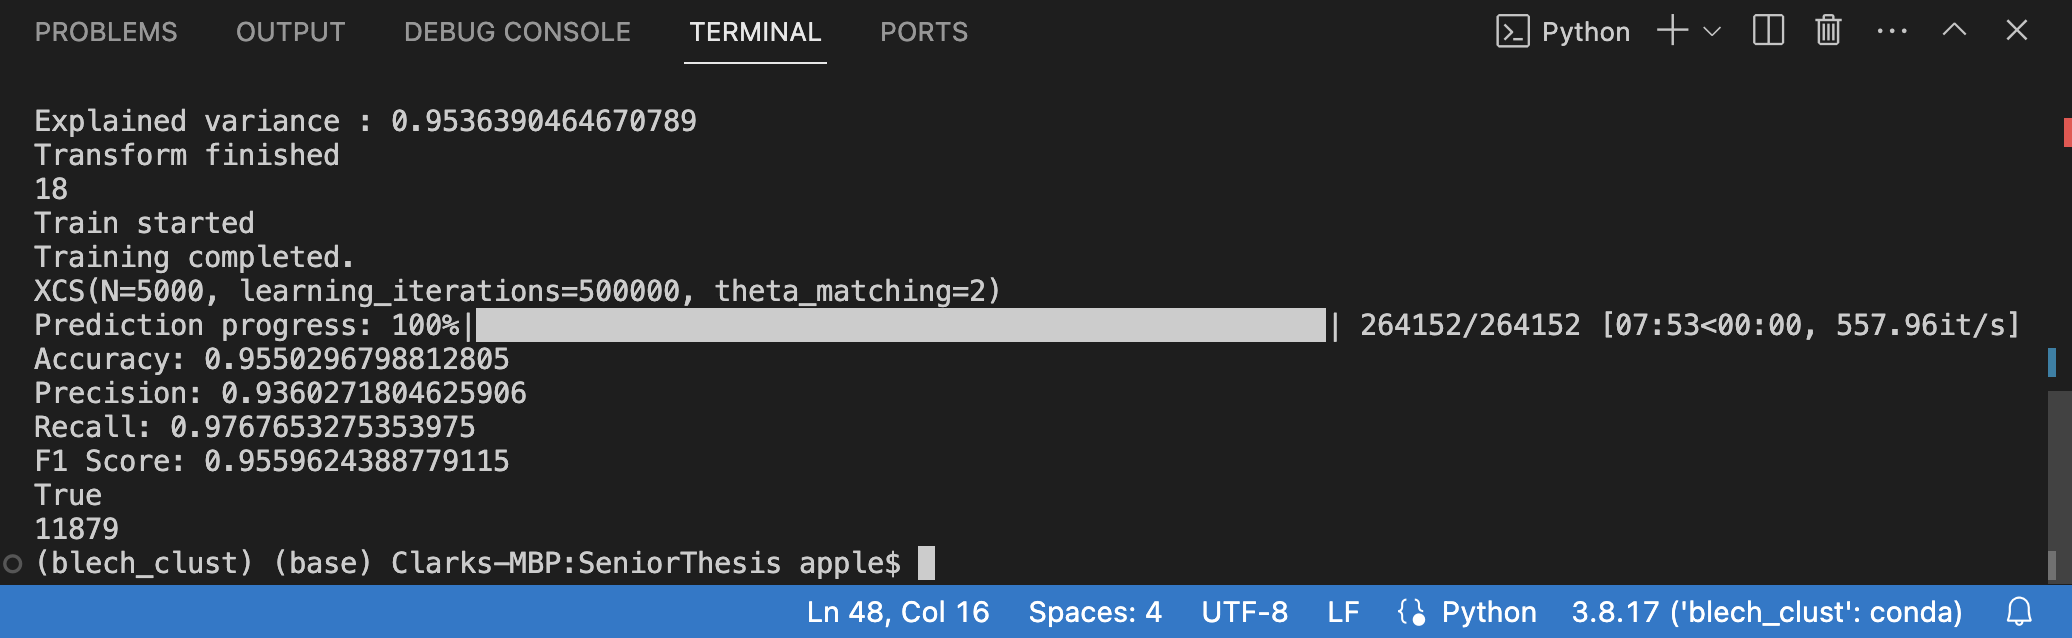 PROBLEMS OUTPUT DEBUG CONSOLE TERMINAL PORTS Python
Explained variance : 0.9536390464670789
Transform finished
18
Train started
Training completed.
XCS(N=5000, learning_iterations=500000, theta_matching=2)
Prediction progress: 100%| | 264152/264152 [07:53<00:00, 557.96it/s]
Accuracy: 0.9550296798812805
Precision: 0.9360271804625906
Recall: 0.9767653275353975
F1 Score: 0.9559624388779115
True
11879
(blech_clust) (base) Clarks-MBP:SeniorThesis apple$
Ln 48, Col 16 Spaces: 4 UTF-8 LF Python 3.8.17 ('blech_clust': conda)